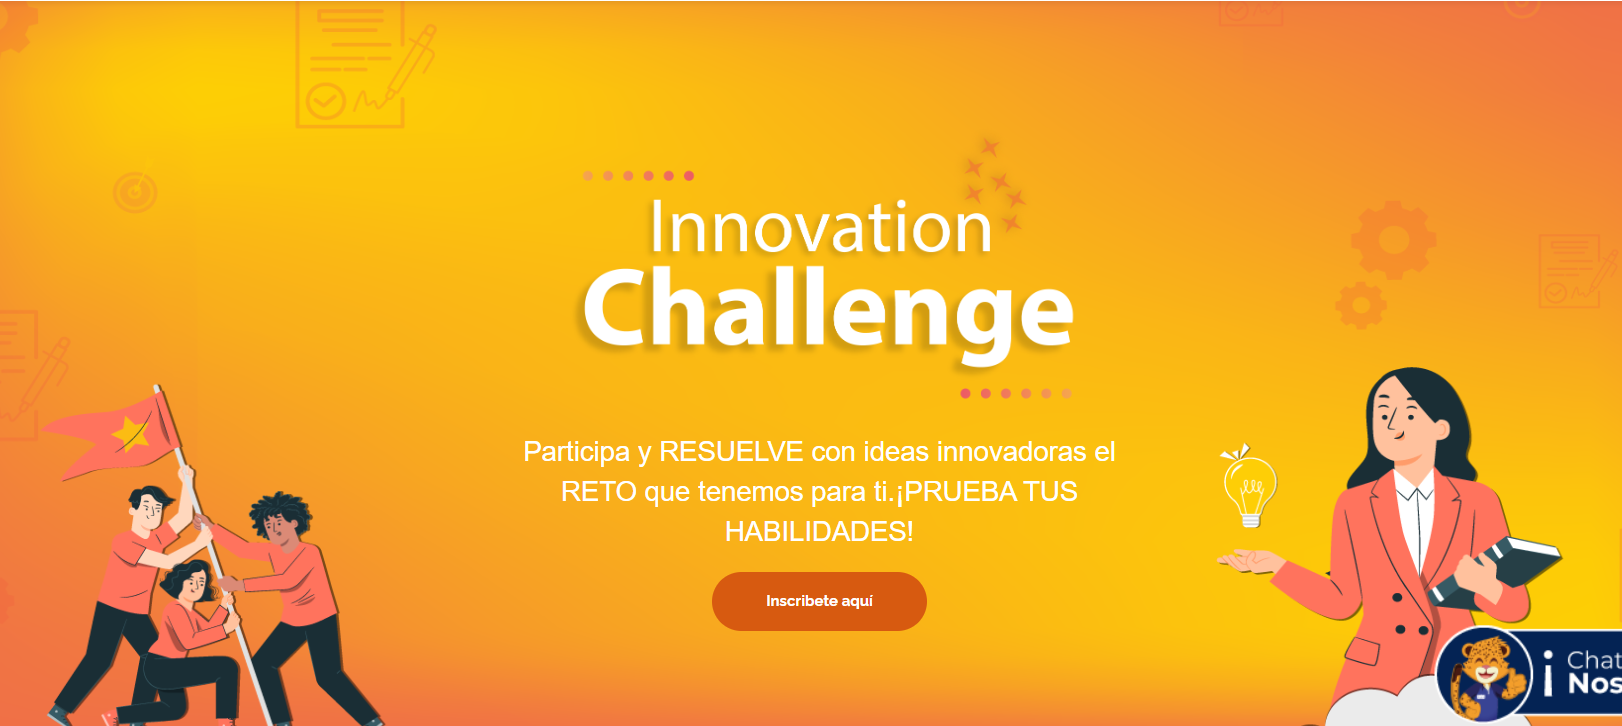 Innovation
Challenge
Participa y RESUELVE con ideas innovadoras el
RETO que tenemos para ti.¡PRUEBA TUS
HABILIDADES!
Inscribete aquí
¡ Chat